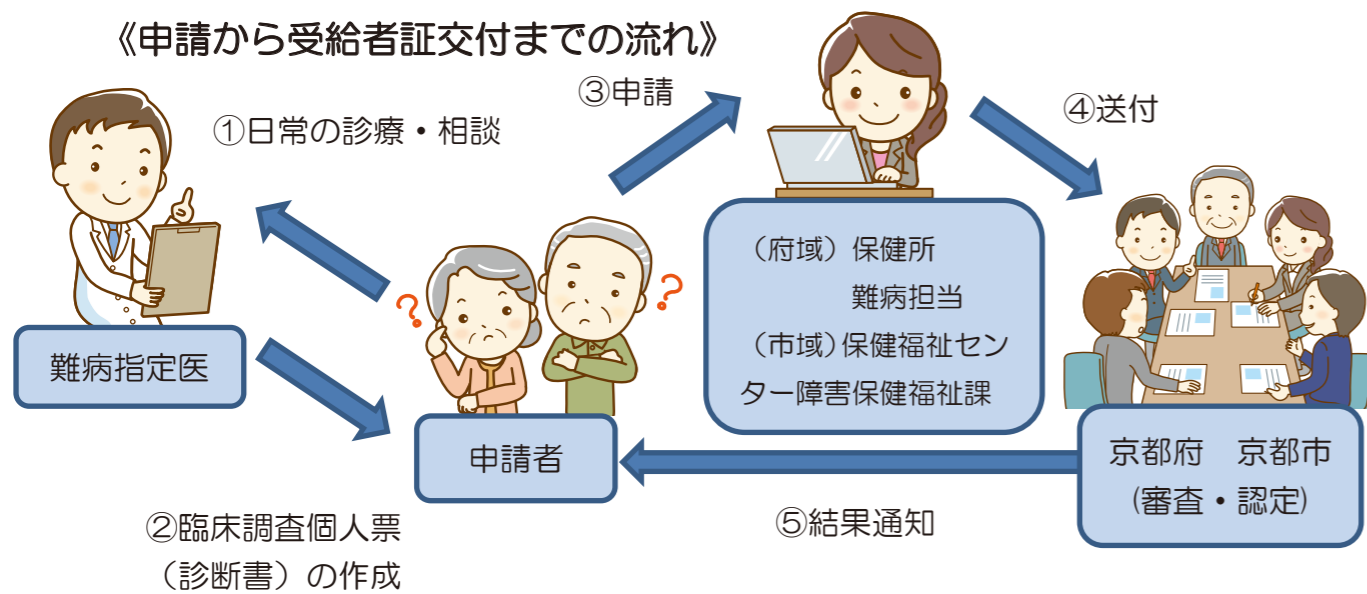 《申請から受給者証交付までの流れ》
①日常の診療・相談
③申請
④送付
難病指定医
(府域)保健所
難病担当
(市域)保健福祉セン
ター障害保健福祉課
?
?
申請者
京都府 京都市
(審査・認定)
②臨床調査個人票
(診断書)の作成
⑤結果通知